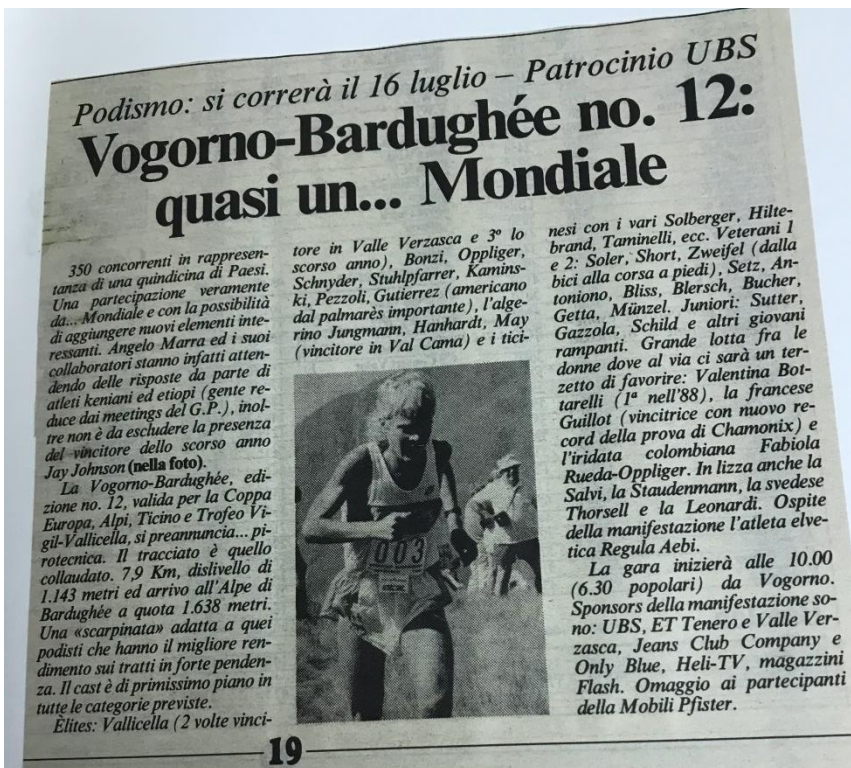 Podismo: si correrà il 16 luglio – Patrocinio UBS
Vogorno-Bardughée no. 12:
quasi un... Mondiale
350 concorrenti in rappresen-
tanza di una quindicina di Paesi.
Una partecipazione veramente
da... Mondiale e con la possibilità
di aggiungere nuovi elementi inte-
ressanti. Angelo Marra ed i suoi
collaboratori stanno infatti atten-
dendo delle risposte da parte di
atleti keniani ed etiopi (gente re-
duce dai meetings del G.P.), inol-
tre non è da escludere la presenza
del vincitore dello scorso anno
Jay Johnson (nella foto).
La Vogorno-Bardughée, edi-
zione no. 12, valida per la Coppa
Europa, Alpi, Ticino e Trofeo Vi-
gil-Vallicella, si preannuncia... pi-
rotecnica. Il tracciato è quello
collaudato. 7,9 Km, dislivello di
1.143 metri ed arrivo all'Alpe di
Bardughée a quota 1.638 metri.
Una «scarpinata» adatta a quei
podisti che hanno il migliore ren-
dimento sui tratti in forte penden-
za. Il cast è di primissimo piano in
tutte le categorie previste.
Èlites: Vallicella (2 volte vinci-
tore in Valle Verzasca e 3º lo
scorso anno), Bonzi, Oppliger,
Schnyder, Stuhlpfarrer, Kamins-
ki, Pezzoli, Gutierrez (americano
dal palmarès importante), l'alge-
rino Jungmann, Hanhardt, May
(vincitore in Val Cama) e i tici-
003
nesi con i vari Solberger, Hilte-
brand, Taminelli, ecc. Veterani 1
e 2: Soler, Short, Zweifel (dalla
bici alla corsa a piedi), Setz, An-
toniono, Bliss, Blersch, Bucher,
Getta, Münzel. Juniori: Sutter,
Gazzola, Schild e altri giovani
rampanti. Grande lotta fra le
donne dove al via ci sarà un ter-
zetto di favorire: Valentina Bot-
tarelli (1ª nell'88), la francese
Guillot (vincitrice con nuovo re-
cord della prova di Chamonix) e
l'iridata colombiana Fabiola
Rueda-Oppliger. In lizza anche la
Salvi, la Staudenmann, la svedese
Thorsell e la Leonardi. Ospite
della manifestazione l'atleta elve-
tica Regula Aebi.
La gara inizierà alle 10.00
(6.30 popolari) da Vogorno.
Sponsors della manifestazione so-
no: UBS, ET Tenero e Valle Ver-
zasca, Jeans Club Company e
Only Blue, Heli-TV, magazzini
Flash. Omaggio ai partecipanti
della Mobili Pfister.
19